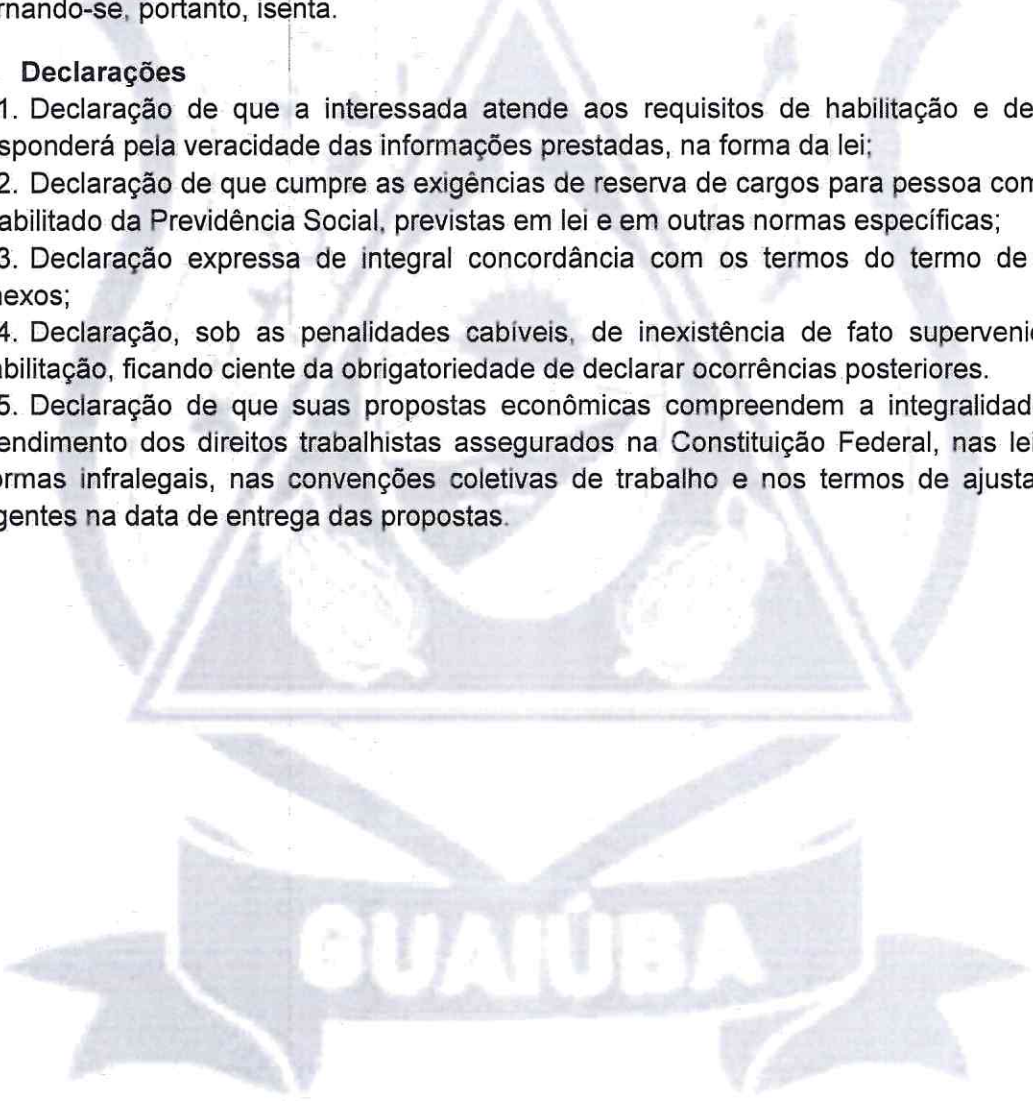 rnando-se, portanto, isenta.
Declarações
1. Declaração de que a interessada atende aos requisitos de habilitação e de
sponderá pela veracidade das informações prestadas, na forma da lei;
2. Declaração de que cumpre as exigências de reserva de cargos para pessoa com
abilitado da Previdência Social, previstas em lei e em outras normas específicas;
3. Declaração expressa de integral concordância com os termos do termo de
nexos;
4. Declaração, sob as penalidades cabíveis, de inexistência de fato superveni
abilitação, ficando ciente da obrigatoriedade de declarar ocorrências posteriores.
5. Declaração de que suas propostas econômicas compreendem a integralidad
endimento dos direitos trabalhistas assegurados na Constituição Federal, nas lei
ormas infralegais, nas convenções coletivas de trabalho e nos termos de ajusta
gentes na data de entrega das propostas.
GUAIÚBA